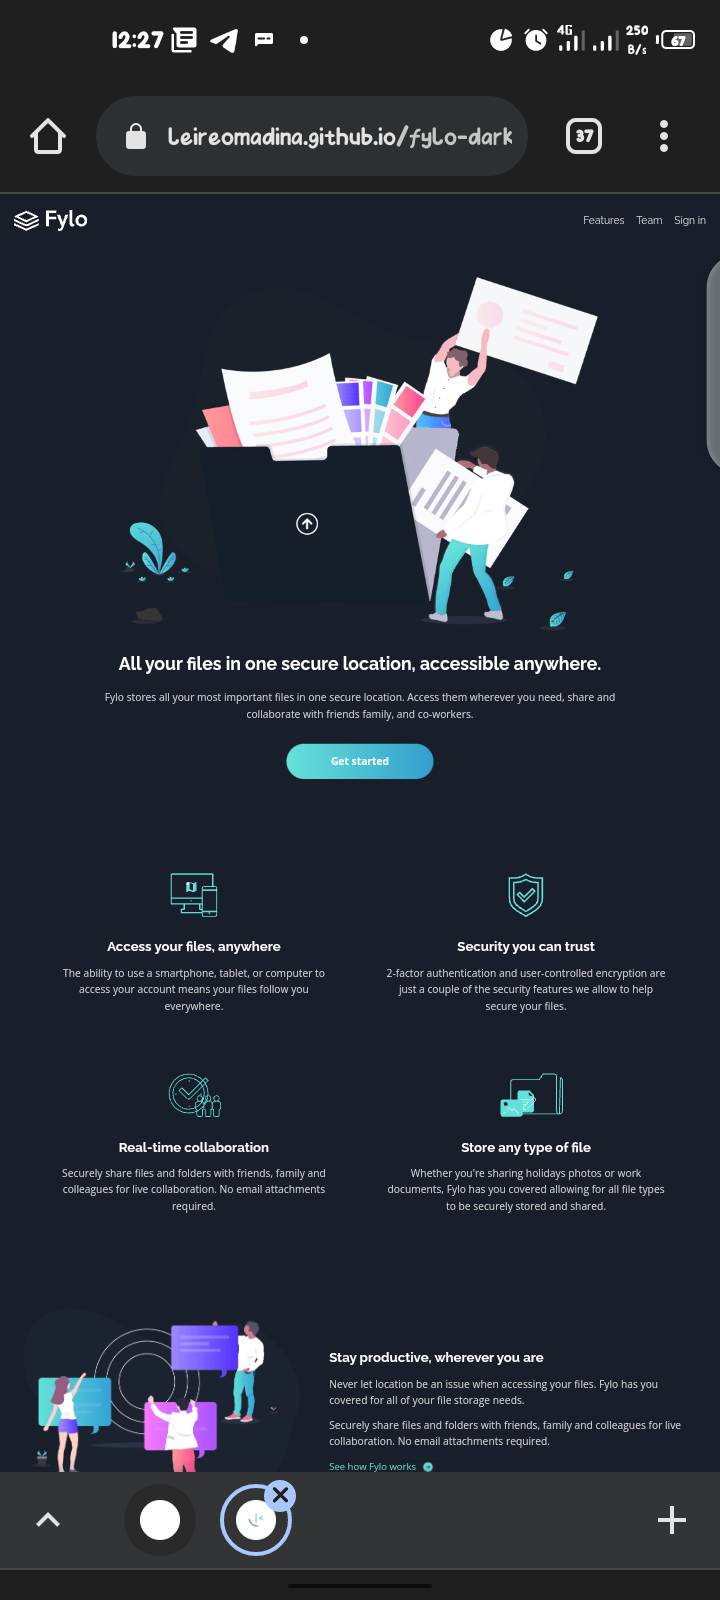 12:27
4G
250
B/s
67
leireomadina.github.io/fylo-dark
37
Fylo
Features Team Sign in
All your files in one secure location, accessible anywhere.
Fylo stores all your most important files in one secure location. Access them wherever you need, share and
collaborate with friends family, and co-workers.
Get started
Access your files, anywhere
The ability to use a smartphone, tablet, or computer to
access your account means your files follow you
everywhere.
Security you can trust
2-factor authentication and user-controlled encryption are
just a couple of the security features we allow to help
secure your files.
Real-time collaboration
Securely share files and folders with friends, family and
colleagues for live collaboration. No email attachments
required.
Store any type of file
Whether you're sharing holidays photos or work
documents, Fylo has you covered allowing for all file types
to be securely stored and shared.
Stay productive, wherever you are
Never let location be an issue when accessing your files. Fylo has you
covered for all of your file storage needs.
Securely share files and folders with friends, family and colleagues for live
collaboration. No email attachments required.
See how Fylo works